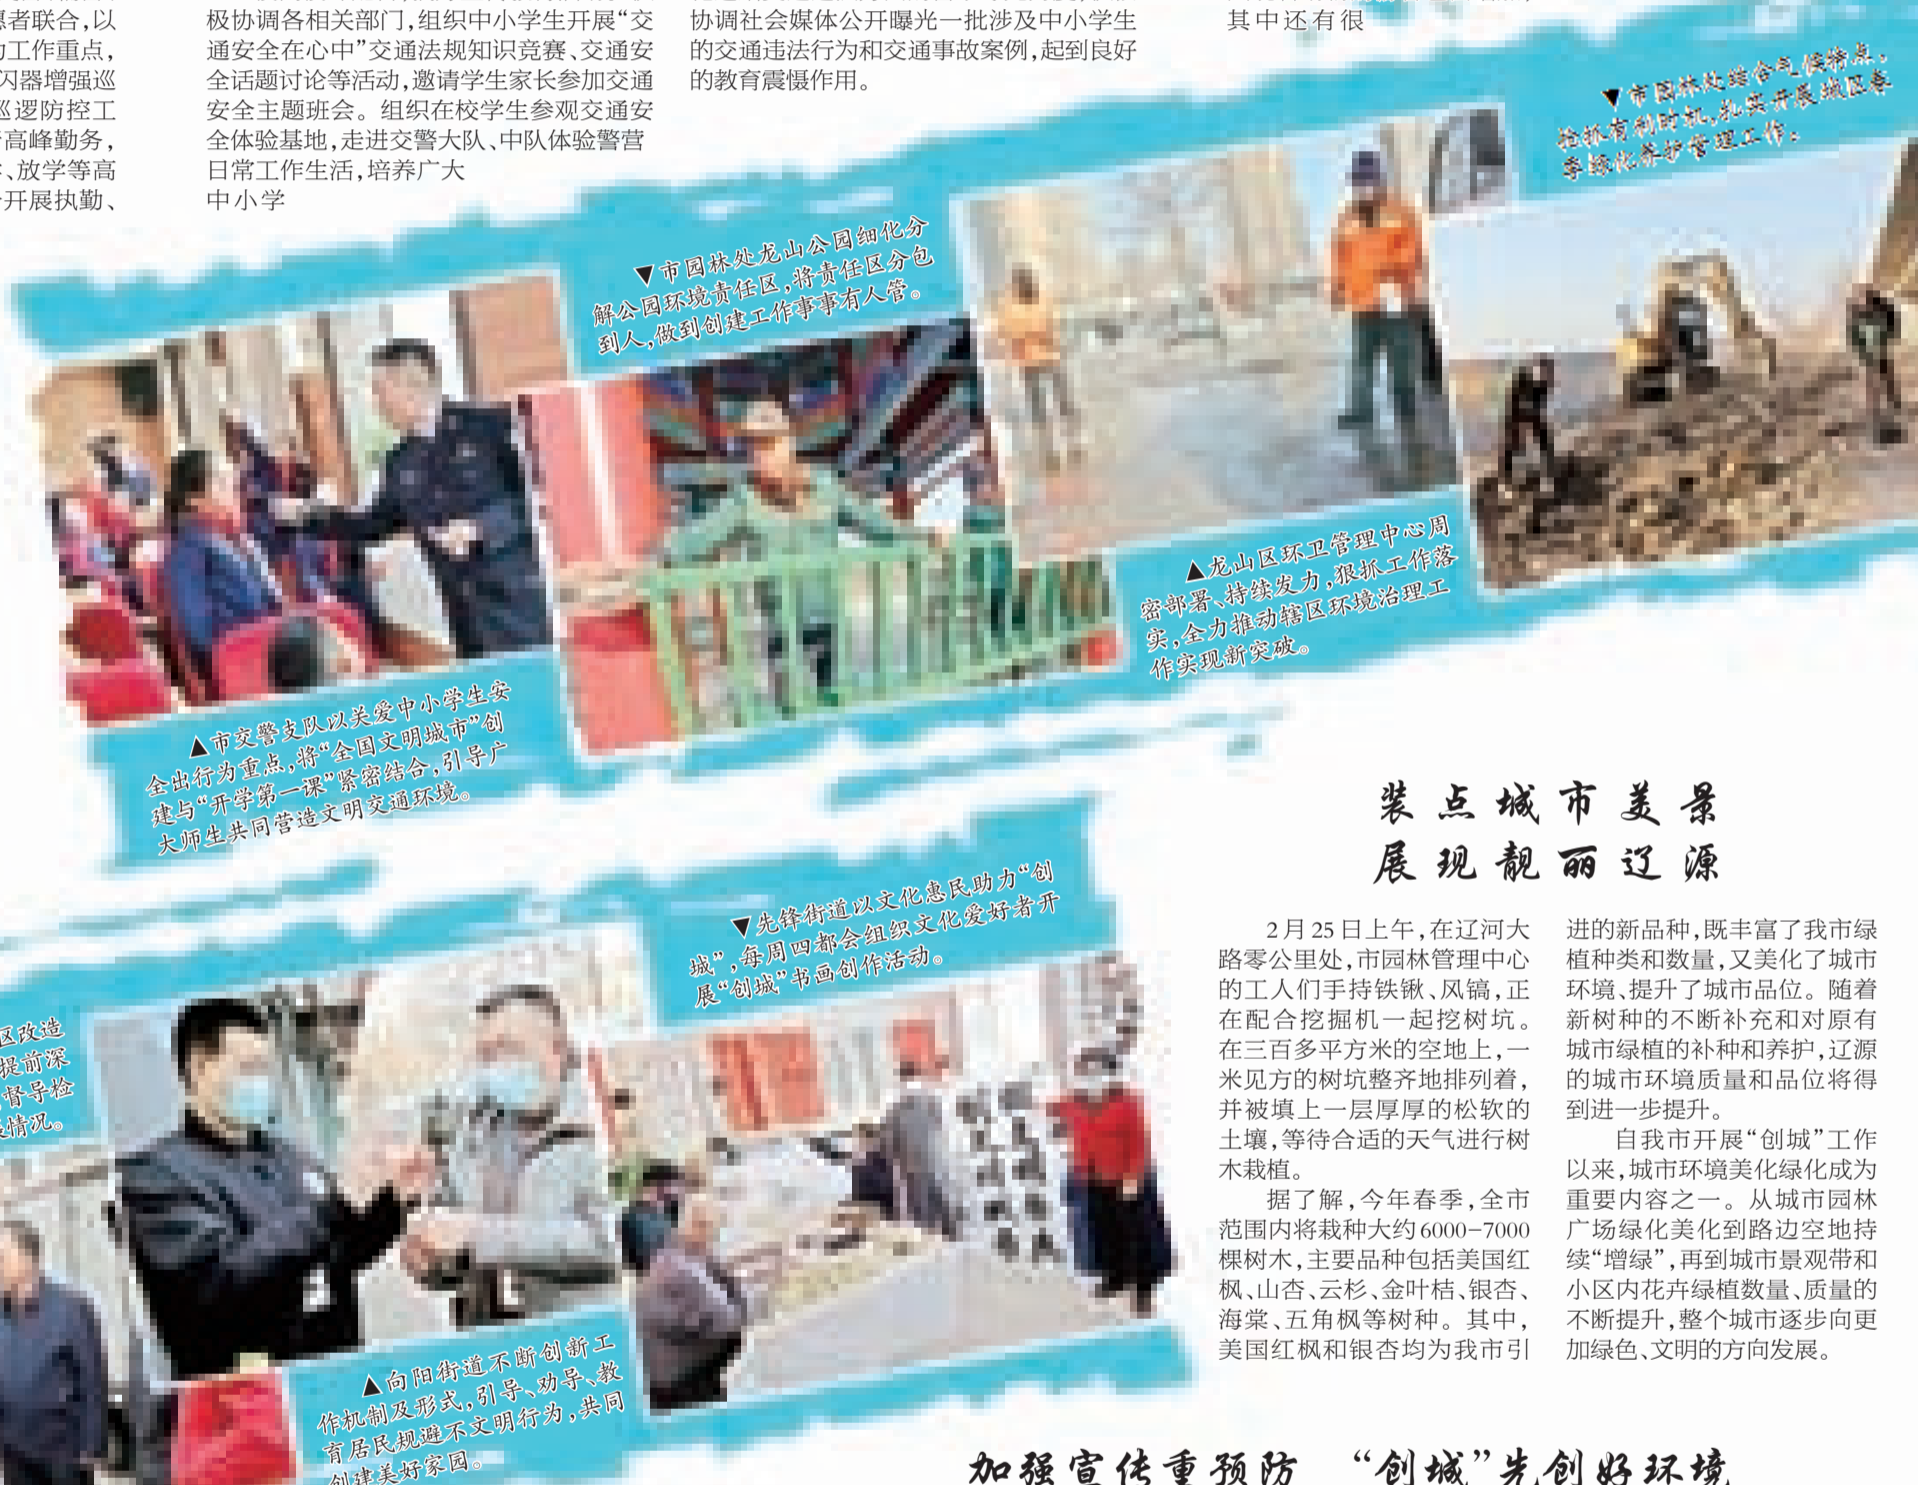 惠者联合,以
力工作重点,
闪器增强巡
巡逻防控工
高峰勤务,
、放学等高
开展执勤、
极协调各相关部门,组织中小学生开展“交
通安全在心中”交通法规知识竞赛、交通安
全话题讨论等活动,邀请学生家长参加交通
安全主题班会。组织在校学生参观交通安
全体验基地,走进交警大队、中队体验警营
日常工作生活,培养广大
中小学
协调社会媒体公开曝光一批涉及中小学生
的交通违法行为和交通事故案例,起到良好
的教育震慑作用。
其中还有很
▼市园林处结合气候特点,
抢抓有利时机,扎实开展城区春
季绿化养护管理工作。
▼市园林处龙山公园细化分
解公园环境责任区,将责任区分包
到人,做到创建工作事事有人管。
▲龙山区环卫管理中心周
密部署、持续发力,狠抓工作落
实,全力推动辖区环境治理工
作实现新突破。
▲市交警支队以关爱中小学生安
全出行为重点,将“全国文明城市”创
建与“开学第一课”紧密结合,引导广
大师生共同营造文明交通环境。
▼先锋街道以文化惠民助力“创
城”,每周四都会组织文化爱好者开
展“创城”书画创作活动。
区改造
提前深
督导检
情况。
▲向阳街道不断创新工
作机制及形式,引导、劝导、教
育居民规避不文明行为,共同
创建美好家园。
装点城市美景
展现靓丽辽源
2月25日上午,在辽河大
路零公里处,市园林管理中心
的工人们手持铁锹、风镐,正
在配合挖掘机一起挖树坑。
在三百多平方米的空地上,一
米见方的树坑整齐地排列着,
并被填上一层厚厚的松软的
土壤,等待合适的天气进行树
木栽植。
据了解,今年春季,全市
范围内将栽种大约6000-7000
棵树木,主要品种包括美国红
枫、山杏、云杉、金叶桔、银杏、
海棠、五角枫等树种。其中,
美国红枫和银杏均为我市引
进的新品种,既丰富了我市绿
植种类和数量,又美化了城市
环境、提升了城市品位。随着
新树种的不断补充和对原有
城市绿植的补种和养护,辽源
的城市环境质量和品位将得
到进一步提升。
自我市开展“创城”工作
以来,城市环境美化绿化成为
重要内容之一。从城市园林
广场绿化美化到路边空地持
续“增绿”,再到城市景观带和
小区内花卉绿植数量、质量的
不断提升,整个城市逐步向更
加绿色、文明的方向发展。
加强宣传重预防 “创城”先创好环境